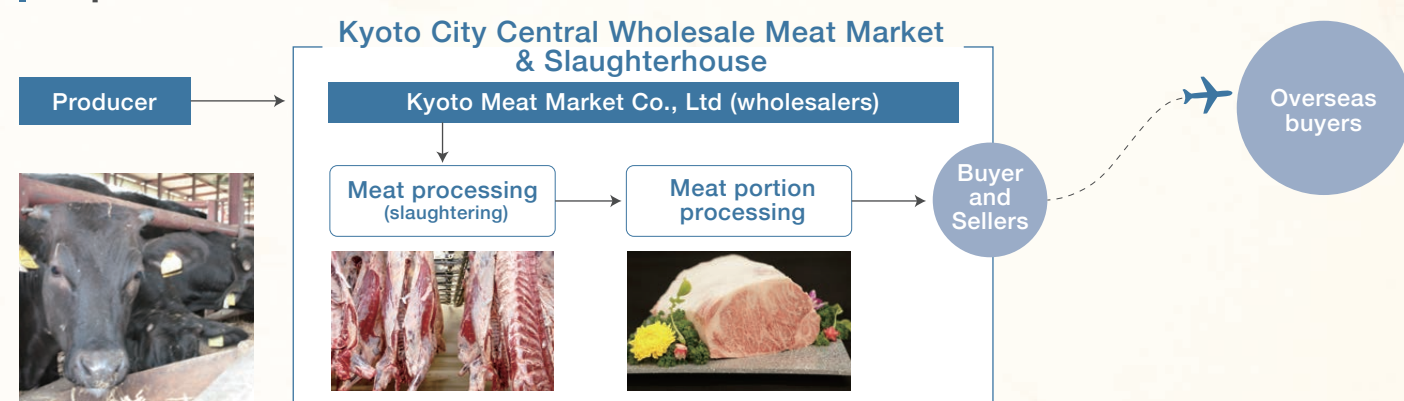 Kyoto City Central Wholesale Meat Market
& Slaughterhouse
Producer
Kyoto Meat Market Co., Ltd (wholesalers)
Meat processing
(slaughtering)
Meat portion
processing
Buyer
and
Sellers
Overseas
buyers